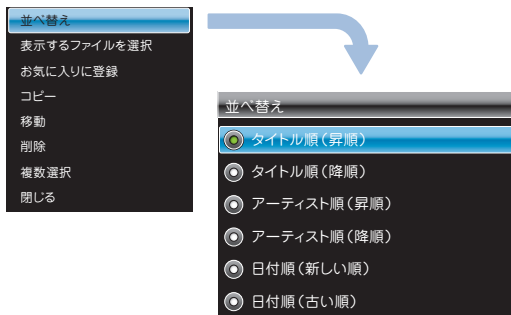 並べ替え
表示するファイルを選択
お気に入りに登録
コピー
移動
削除
複数選択
閉じる
並べ替え
タイトル順(昇順)
タイトル順(降順)
アーティスト順(昇順)
アーティスト順(降順)
日付順(新しい順)
日付順(古い順)